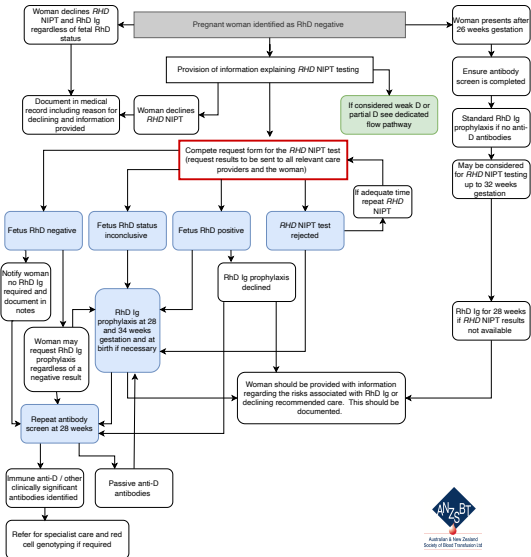 Woman declines RHD
NIPT and RhD Ig
regardless of fetal RhD
status
Pregnant woman identified as RhD negative
Woman presents after
26 weeks gestation
Provision of information explaining RHD NIPT testing
Ensure antibody
screen is completed
Document in medical
record including reason for
declining and information
provided
Woman declines
RHD NIPT
If considered weak D or
partial D see dedicated
flow pathway
Standard RhD Ig
prophylaxis if no anti-
D antibodies
Compete request form for the RHD NIPT test
(request results to be sent to all relevant care
providers and the woman)
May be considered
for RHD NIPT testing
up to 32 weeks
gestation
If adequate time
repeat RHD
NIPT
Fetus RhD negative
Fetus RhD status
inconclusive
Fetus RhD positive
RHD NIPT test
rejected
Notify woman
no RhD Ig
required and
document in
notes
RhD Ig prophylaxis
declined
RhD Ig
prophylaxis at 28
and 34 weeks
gestation and at
birth if necessary
RhD Ig for 28 weeks
if RHD NIPT results
not available
Woman may
request RhD Ig
prophylaxis
regardless of a
negative result
Woman should be provided with information
regarding the risks associated with RhD Ig or
declining recommended care. This should be
documented.
Repeat antibody
screen at 28 weeks
Immune anti-D / other
clinically significant
antibodies identified
Passive anti-D
antibodies
Refer for specialist care and red
cell genotyping if required
ANZSBT
Australian & New Zealand
Society of Blood Transfusion Ltd